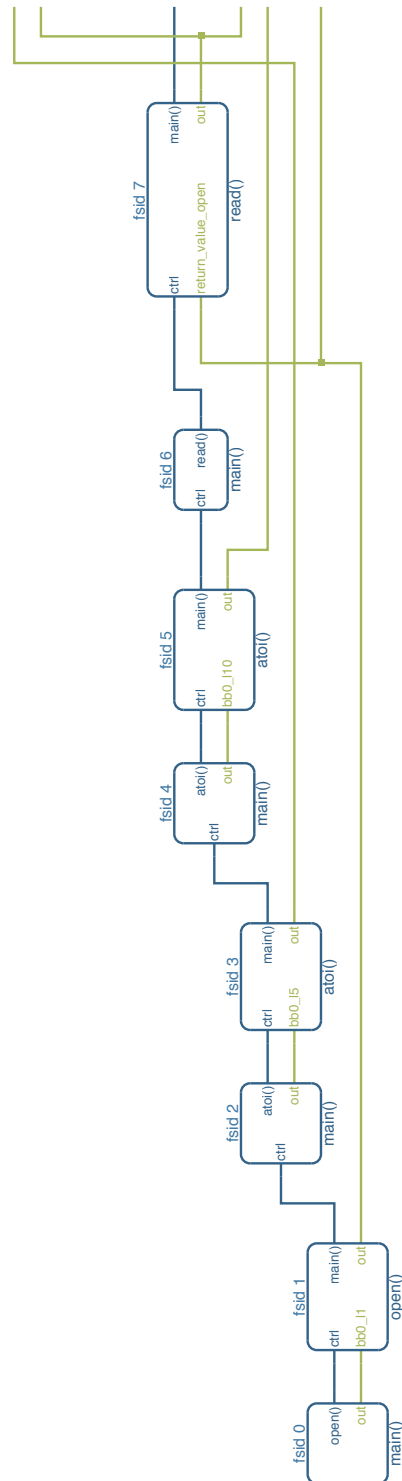 fsid 7
main()
out
ctrl
return_value_open
read()
fsid 6
read()
ctrl
main()
fsid 5
main()
out
ctrl
bb0_l10
atoi()
fsid 4
atoi()
out
ctrl
main()
fsid 3
main()
out
ctrl
bb0_l5
atoi()
fsid 2
atoi()
out
ctrl
main()
fsid 1
main()
out
ctrl
bb0_l1
open()
fsid 0
open()
out
main()